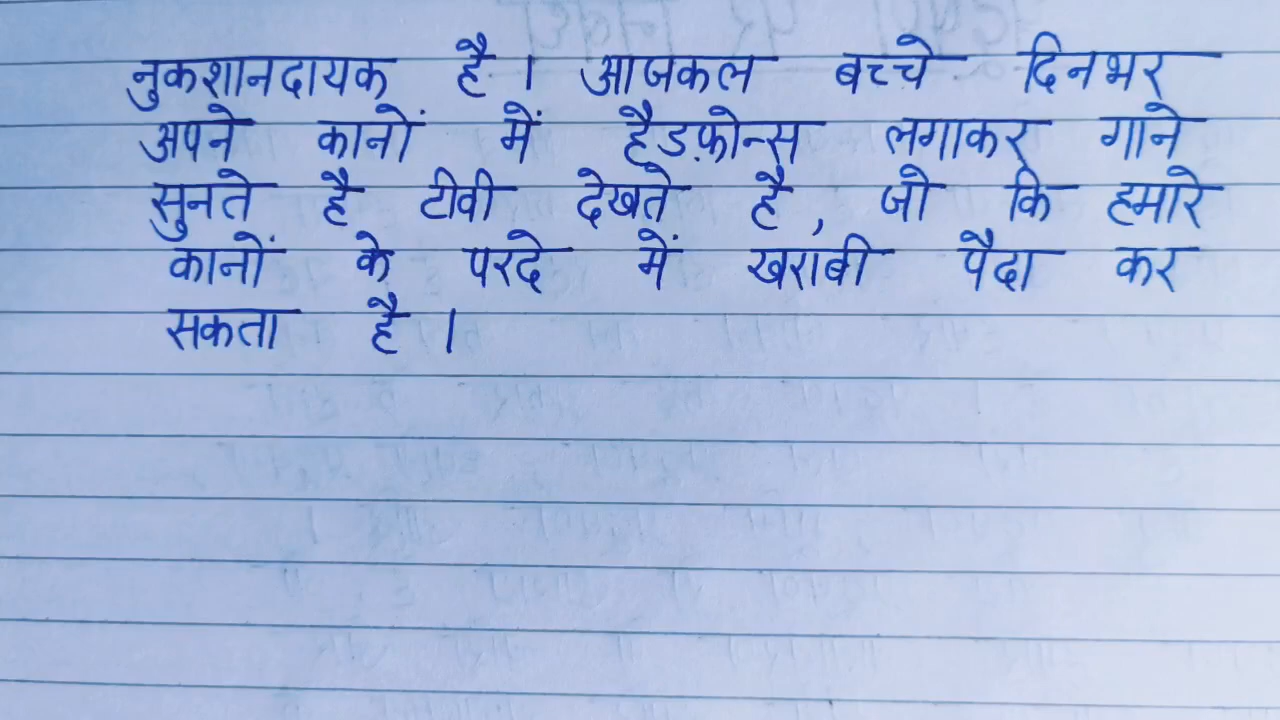 नुकशानदायक है । आजकल बच्चे दिनभर
अपने कानों में हैडफ़ोन्स लगाकर गाने
सुनते है टीवी देखते है , जो कि हमारे
कानों के परदे में खराबी पैदा कर
सकता है ।